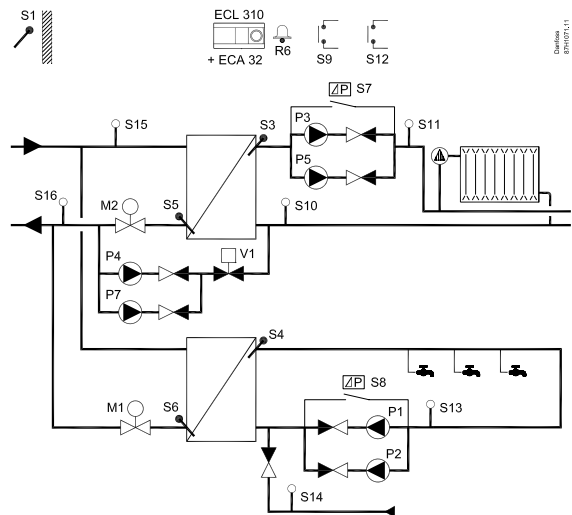 S1
ECL 310
+ ECA 32
R6
S9
S12
Danfoss
87H1071.11
P S7
S15
S3
P3
S11
P5
S16
M2
S5
S10
P4
V1
P7
S4
P S8
M1
S6
P1
S13
P2
S14